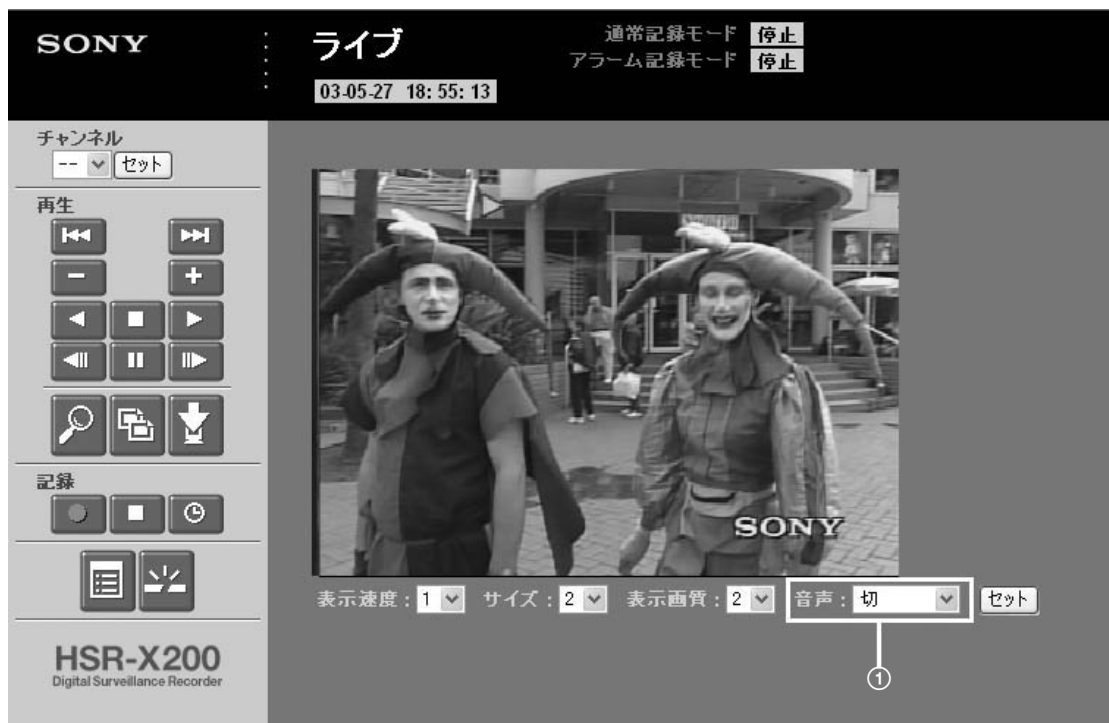 SONY
ライブ
通常記録モード 停止
アラーム記録モード 停止
03-05-27 18:55:13
チャンネル
-- セット
再生
記録
SONY
表示速度：1 サイズ：2 表示画質：2 音声：切 セット
①
HSR-X200
Digital Surveillance Recorder